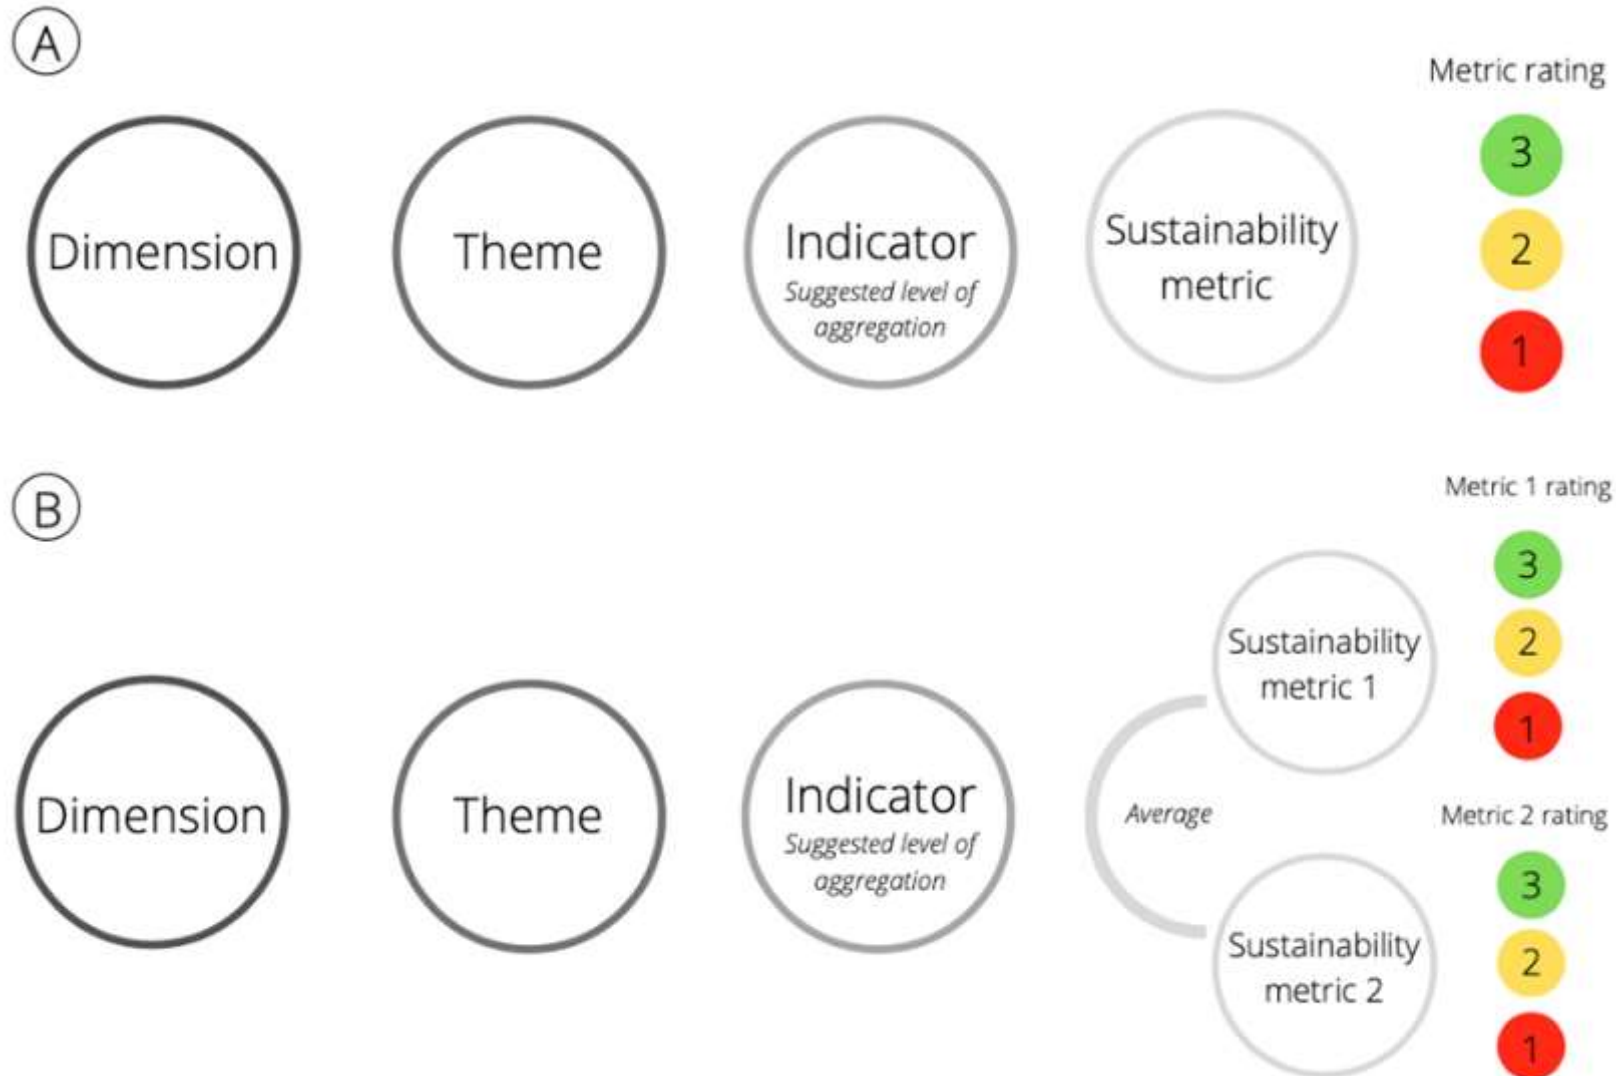 A
Metric rating
Dimension
Theme
Indicator
Suggested level of
aggregation
Sustainability
metric
3
2
1
B
Metric 1 rating
Dimension
Theme
Indicator
Suggested level of
aggregation
Average
Sustainability
metric 1
3
2
1
Metric 2 rating
Sustainability
metric 2
3
2
1